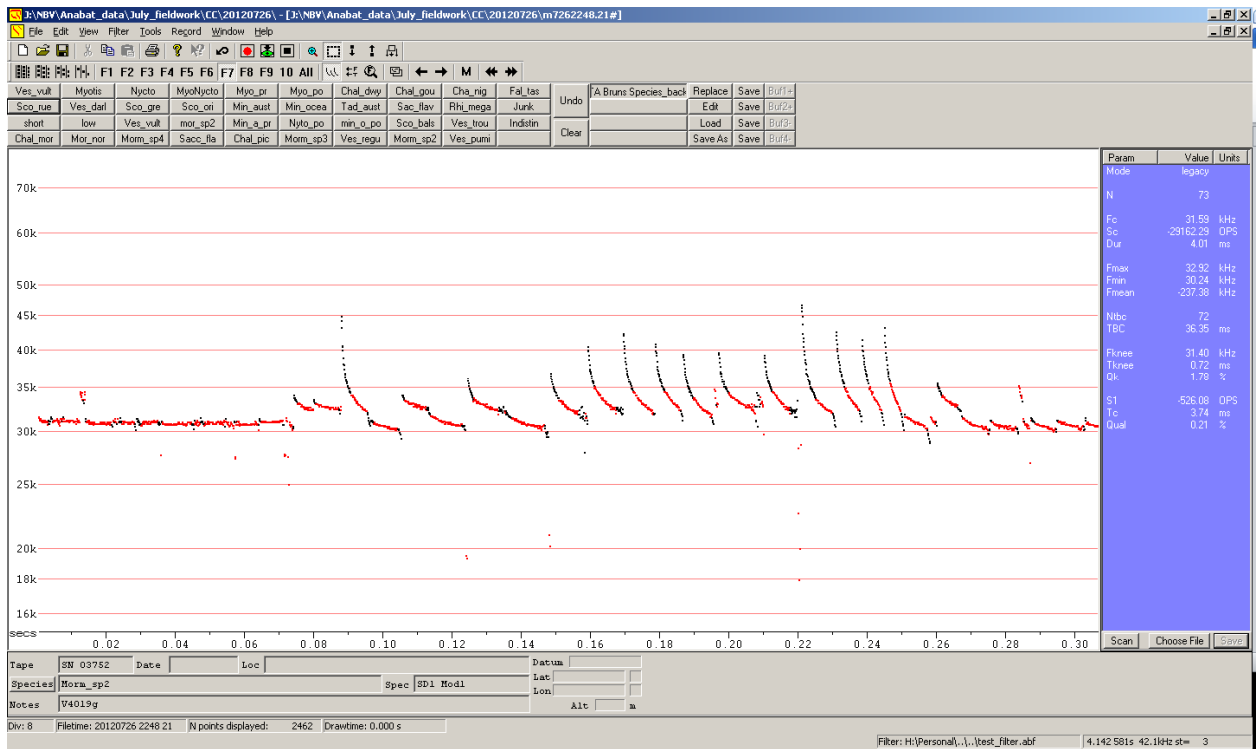 J:\NBV\Anabat_data\July_fieldwork\CC\20120726\ - [J:\NBV\Anabat_data\July_fieldwork\CC\20120726\m7262248.21#]
File Edit View Filter Tools Record Window Help
F1 F2 F3 F4 F5 F6 F7 F8 F9 10 All M
Ves_vult Myotis Nycto MyoNycto Myo_pr Myo_po Chal_dwy Chal_gou Cha_nig Fal_tas Undo A Bruns Species_back Replace Save Buf1+
Sco_rue Ves_darl Sco_gre Sco_ori Min_aust Min_ocea Tad_aust Sac_flav Rhi_mega Junk Edit Save Buf2+
short low Ves_vult mor_sp2 Min_a_pr Nyto_po min_o_po Sco_bals Ves_trou Indistin Clear Load Save Buf3-
Chal_mor Mor_nor Morm_sp4 Sacc_fla Chal_pic Morm_sp3 Ves_regu Morm_sp2 Ves_pumi Save As Save Buf4-
Param Value Units
Mode legacy
N 73
Fc 31.59 kHz
Sc -29162.29 OPS
Dur 4.01 ms
Fmax 32.92 kHz
Fmin 30.24 kHz
Fmean -237.38 kHz
Ntbc 72
TBC 36.35 ms
Fknee 31.40 kHz
Tknee 0.72 ms
Qk 1.78 %
S1 -526.08 OPS
Tc 3.74 ms
Qual 0.21 %
70k
60k
50k
45k
40k
35k
30k
25k
20k
18k
16k
secs 0.02 0.04 0.06 0.08 0.10 0.12 0.14 0.16 0.18 0.20 0.22 0.24 0.26 0.28 0.30
Scan Choose File Save
Tape SN 03752 Date Loc Datum
Species Morm_sp2 Spec SD1 Mod1 Lat
Lon
Notes V4019g Alt m
Div: 8 Filetime: 20120726 2248 21 N points displayed: 2462 Drawtime: 0.000 s
Filter: H:\Personal\..\..\test_filter.abf 4.142 581s 42.1kHz st= 3